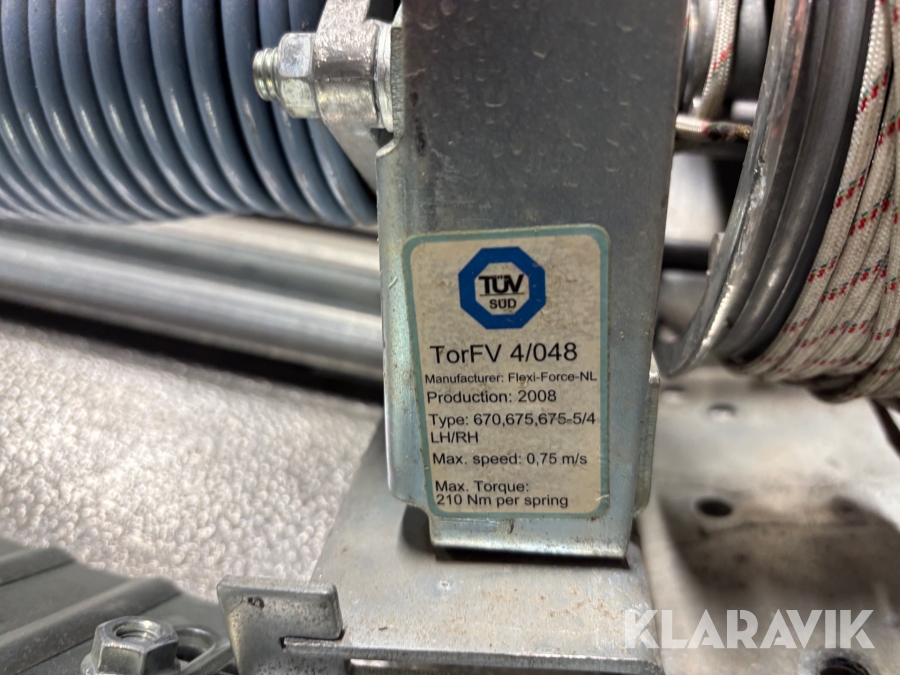 TÜV
SÜD
TorFV 4/048
Manufacturer: Flexi-Force-NL
Production: 2008
Type: 670,675,675-5/4
LH/RH
Max. speed: 0,75 m/s
Max. Torque:
210 Nm per spring
KLARAVIK